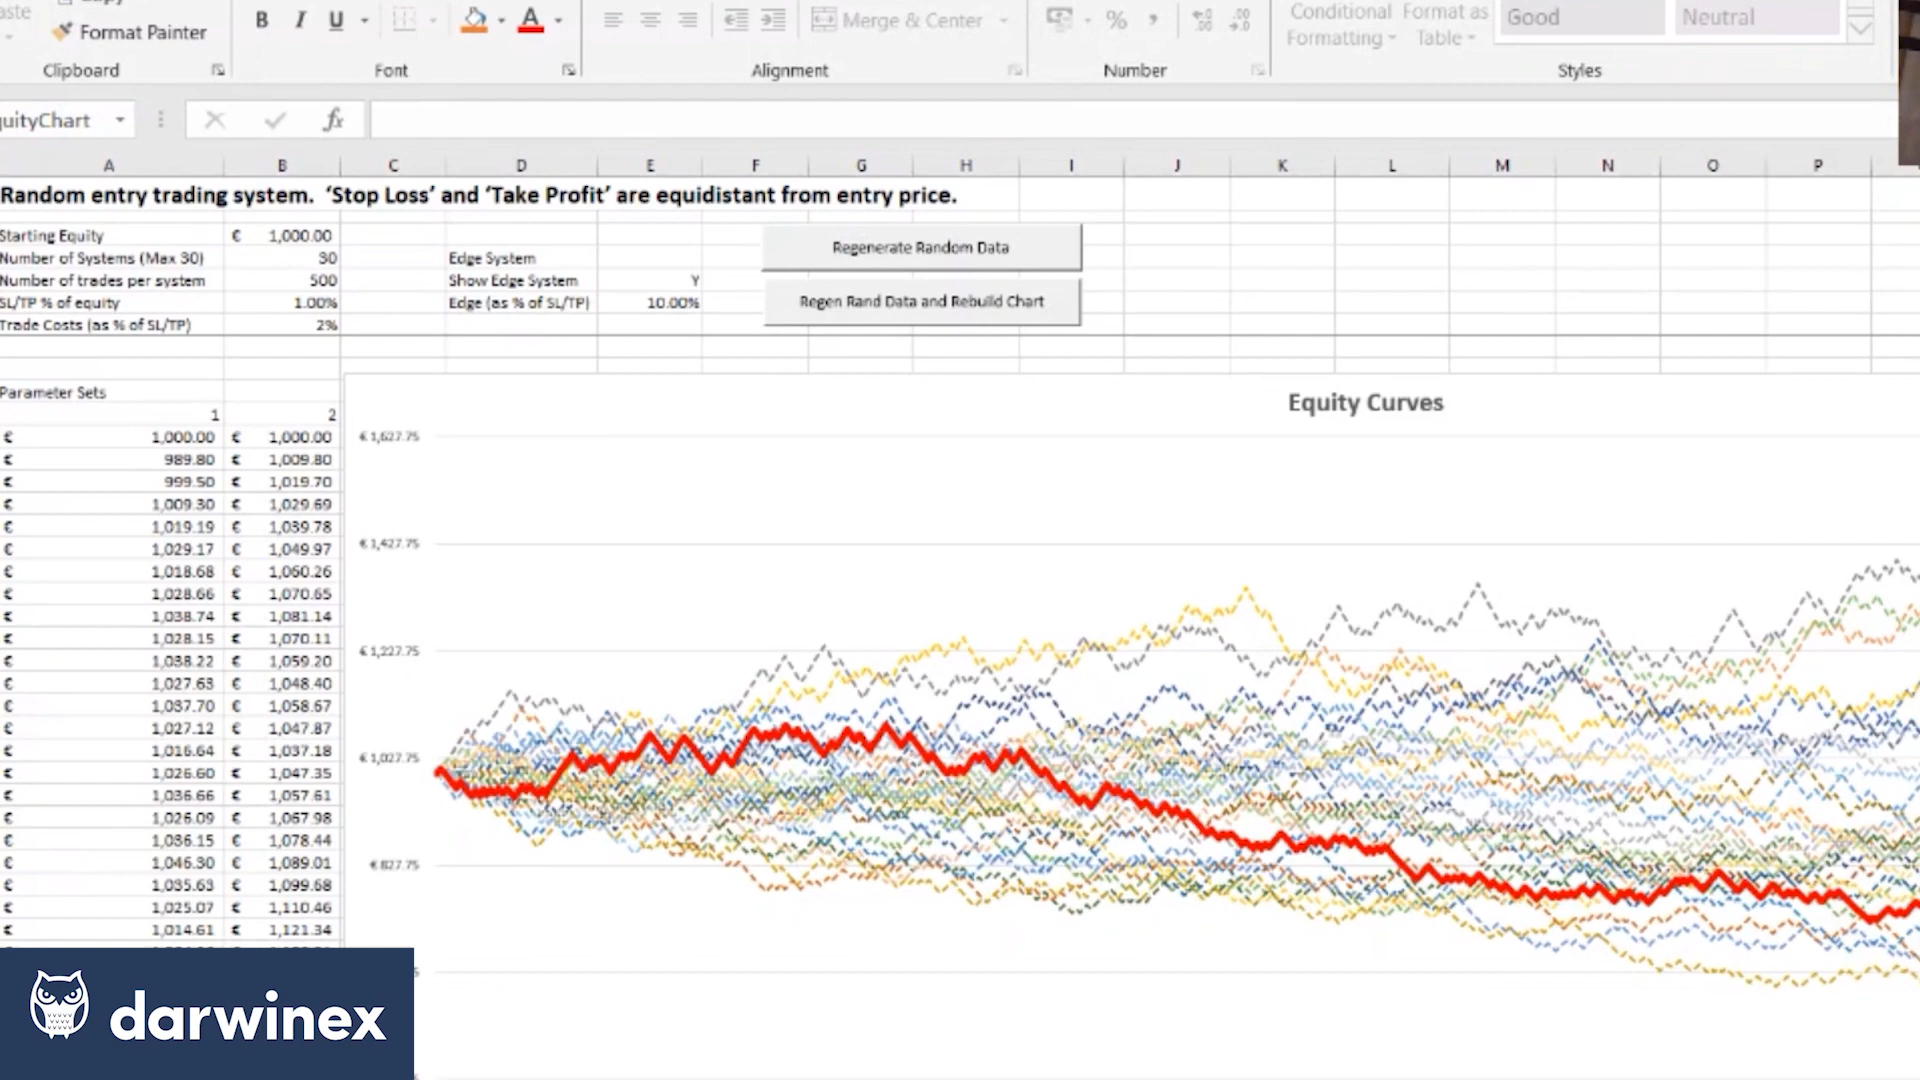 Format Painter
B I U A
Merge & Center
%
Conditional Formatting
Format as Table
Good
Neutral
Clipboard
Font
Alignment
Number
Styles
quityChart
fx
A B C D E F G H I J K L M N O P
Random entry trading system. ‘Stop Loss’ and ‘Take Profit’ are equidistant from entry price.
Starting Equity € 1,000.00
Number of Systems (Max 30) 30 Edge System
Number of trades per system 500 Show Edge System Y
SL/TP % of equity 1.00% Edge (as % of SL/TP) 10.00%
Trade Costs (as % of SL/TP) 2%
Regenerate Random Data
Regen Rand Data and Rebuild Chart
Parameter Sets
1 2
€ 1,000.00 € 1,000.00
€ 989.80 € 1,009.80
€ 999.50 € 1,019.70
€ 1,009.30 € 1,029.69
€ 1,019.19 € 1,039.78
€ 1,029.17 € 1,049.97
€ 1,018.68 € 1,060.26
€ 1,028.66 € 1,070.65
€ 1,038.74 € 1,081.14
€ 1,028.15 € 1,070.11
€ 1,038.22 € 1,059.20
€ 1,027.63 € 1,048.40
€ 1,037.70 € 1,058.67
€ 1,027.12 € 1,047.87
€ 1,016.64 € 1,037.18
€ 1,026.60 € 1,047.35
€ 1,036.66 € 1,057.61
€ 1,026.09 € 1,067.98
€ 1,036.15 € 1,078.44
€ 1,046.30 € 1,089.01
€ 1,035.63 € 1,099.68
€ 1,025.07 € 1,110.46
€ 1,014.61 € 1,121.34
Equity Curves
€ 1,627.75
€ 1,427.75
€ 1,227.75
€ 1,027.75
€ 827.75
darwinex